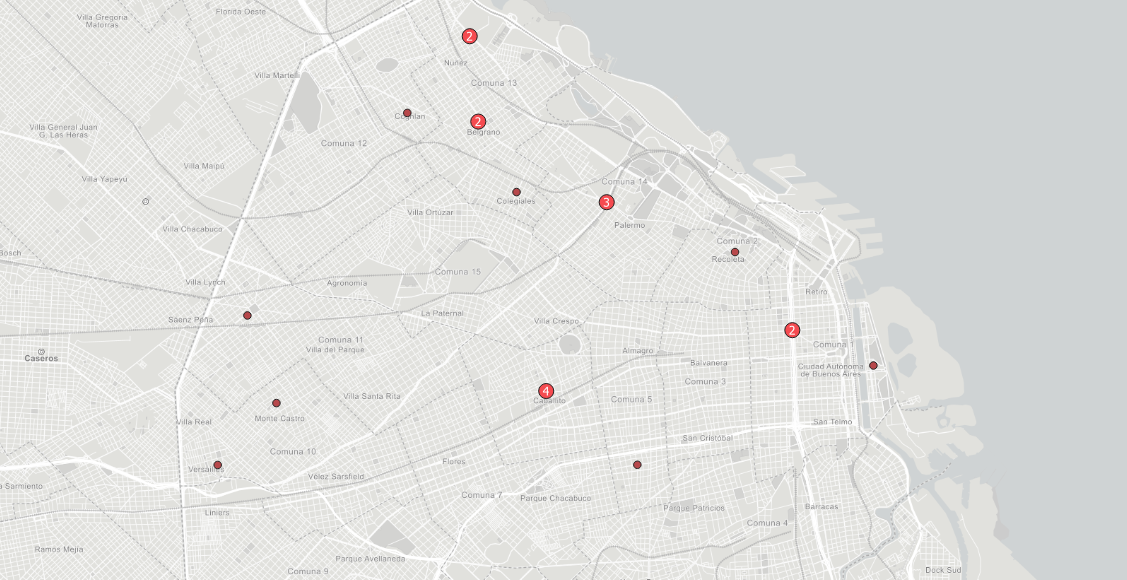 Villa Gregoria
Matorras
Florida Oeste
2
Núñez
Villa Martelli
Comuna 13
Coghlan
2
Belgrano
Villa General Juan
G. Las Heras
Comuna 12
Villa Maipú
Villa Yapeyú
Comuna 14
Colegiales
3
Villa Ortúzar
Palermo
Villa Chacabuco
Comuna 2
Bosch
Recoleta
Comuna 15
Villa Lynch
Agronomía
Retiro
La Paternal
Sáenz Peña
Villa Crespo
2
Comuna 11
Villa del Parque
Comuna 1
Almagro
Caseros
Balvanera
Ciudad Autónoma
de Buenos Aires
Comuna 3
4
Villa Santa Rita
Caballito
Comuna 5
Monte Castro
Villa Real
San Telmo
San Cristóbal
Comuna 10
Versalles
Flores
Vélez Sarsfield
a Sarmiento
Comuna 7
Parque Chacabuco
Liniers
Parque Patricios
Barracas
Comuna 4
Ramos Mejía
Parque Avellaneda
Comuna 9
Dock Sud